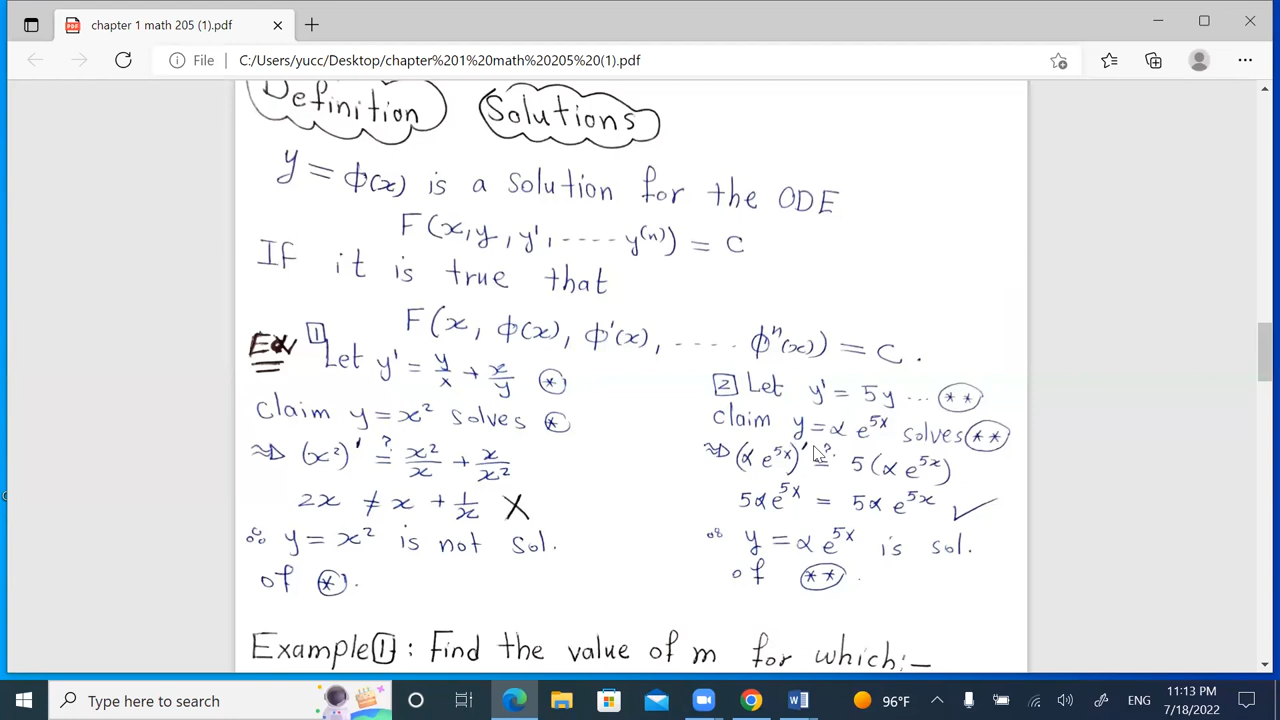 chapter 1 math 205 (1).pdf
File
C:/Users/yucc/Desktop/chapter%201%20math%20205%20(1).pdf
Definition Solutions
y = ϕ(x) is a solution for the ODE
F(x, y, y', ..... y⁽ⁿ⁾) = C
If it is true that
F(x, ϕ(x), ϕ'(x), ..... ϕⁿ(x)) = C.
Ex 1 Let y' = y/x + x/y (*)
claim y = x² solves (*)
(x²)' ≟ x²/x + x/x²
2x ≠ x + 1/x X
∴ y = x² is not sol.
of (*).
2 Let y' = 5y ... (**)
claim y = α e^{5x} solves (**)
(α e^{5x})' ≟ 5(α e^{5x})
5α e^{5x} = 5α e^{5x} ✓
∴ y = α e^{5x} is sol.
of (**).
Example 1 : Find the value of m for which:-
Type here to search
96°F
ENG
11:13 PM
7/18/2022